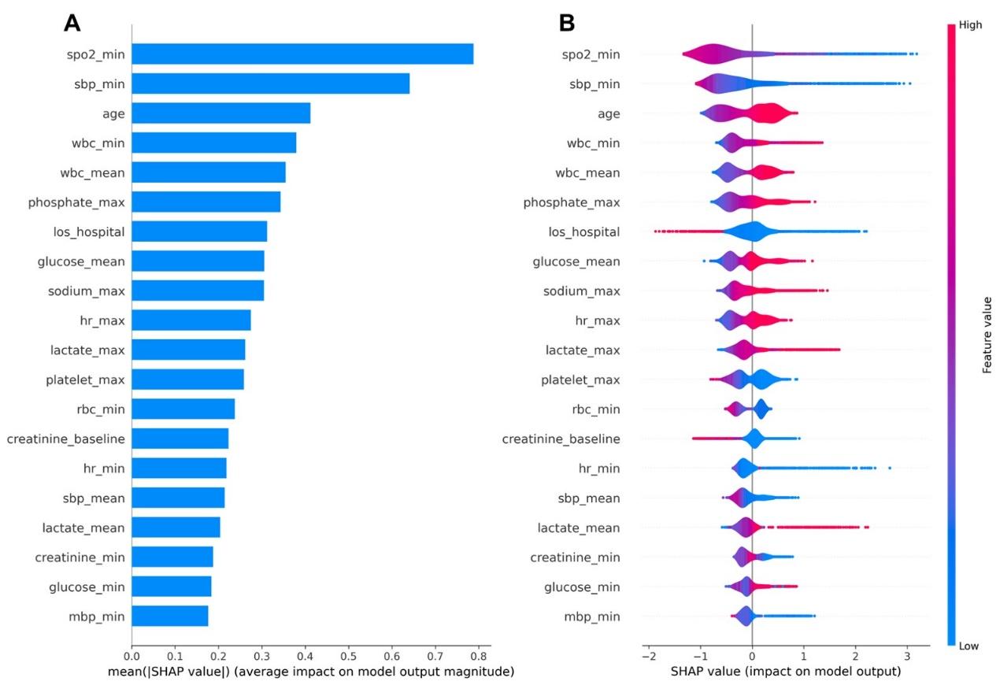 A
spo2_min
sbp_min
age
wbc_min
wbc_mean
phosphate_max
los_hospital
glucose_mean
sodium_max
hr_max
lactate_max
platelet_max
rbc_min
creatinine_baseline
hr_min
sbp_mean
lactate_mean
creatinine_min
glucose_min
mbp_min
0.0 0.1 0.2 0.3 0.4 0.5 0.6 0.7 0.8
mean(|SHAP value|) (average impact on model output magnitude)
B
spo2_min
sbp_min
age
wbc_min
wbc_mean
phosphate_max
los_hospital
glucose_mean
sodium_max
hr_max
lactate_max
platelet_max
rbc_min
creatinine_baseline
hr_min
sbp_mean
lactate_mean
creatinine_min
glucose_min
mbp_min
−2 −1 0 1 2 3
SHAP value (impact on model output)
High
Feature value
Low